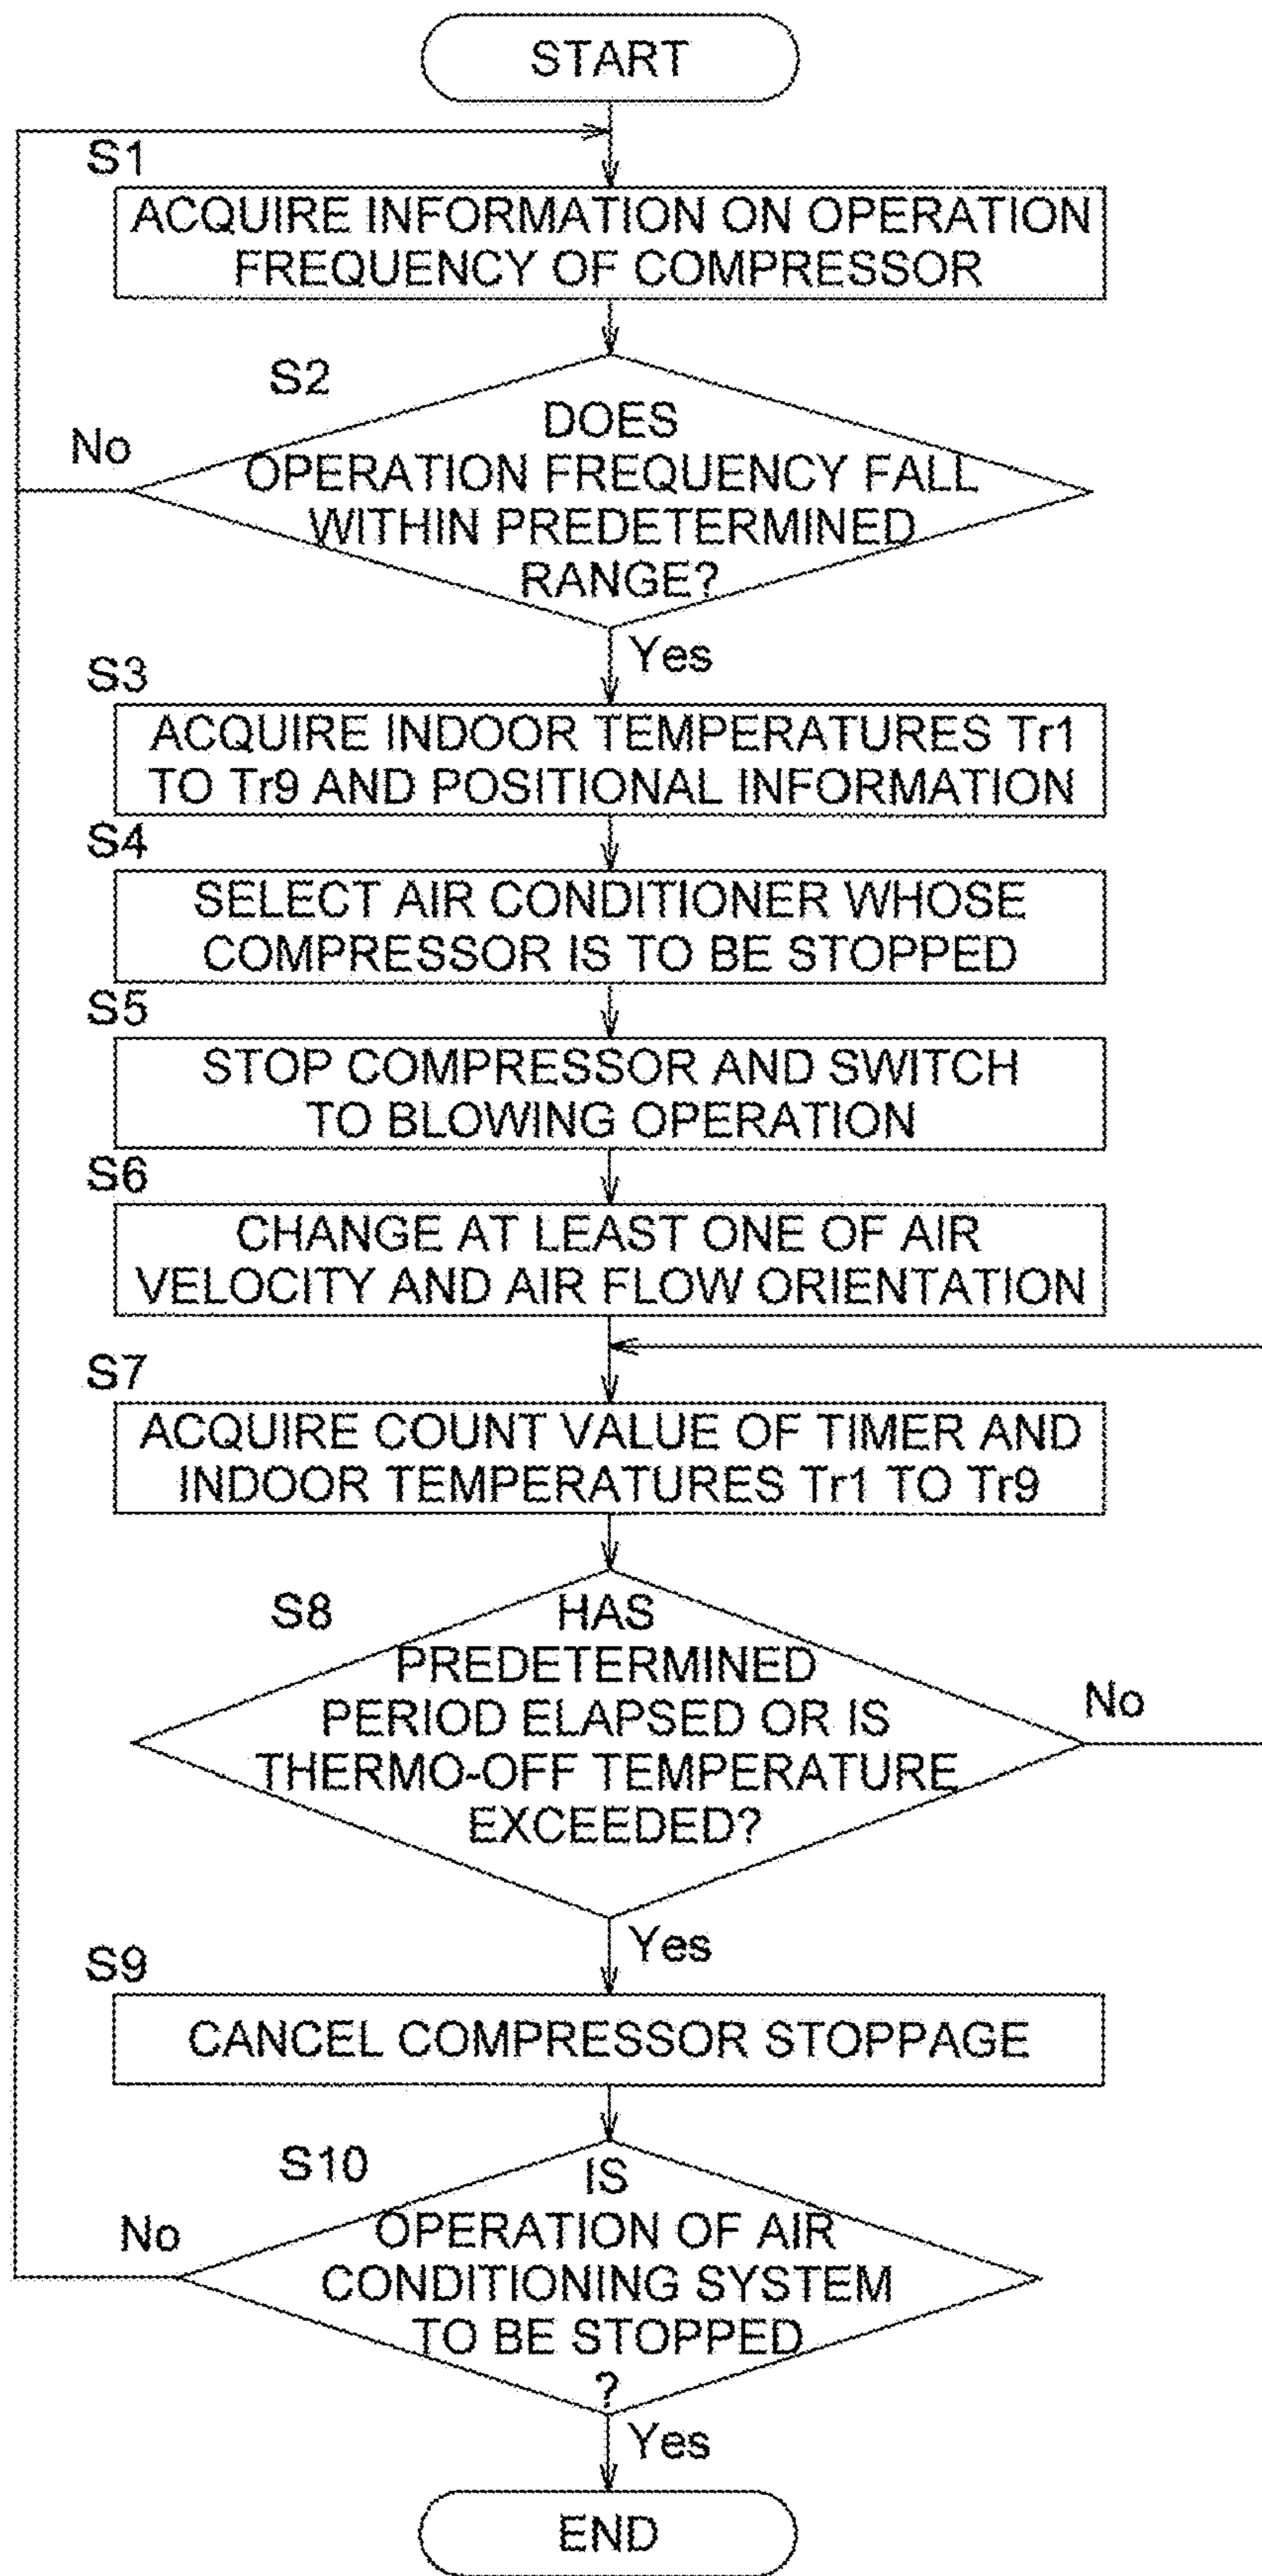 START
S1
ACQUIRE INFORMATION ON OPERATION
FREQUENCY OF COMPRESSOR
S2
DOES
OPERATION FREQUENCY FALL
WITHIN PREDETERMINED
RANGE?
No
Yes
S3
ACQUIRE INDOOR TEMPERATURES Tr1
TO Tr9 AND POSITIONAL INFORMATION
S4
SELECT AIR CONDITIONER WHOSE
COMPRESSOR IS TO BE STOPPED
S5
STOP COMPRESSOR AND SWITCH
TO BLOWING OPERATION
S6
CHANGE AT LEAST ONE OF AIR
VELOCITY AND AIR FLOW ORIENTATION
S7
ACQUIRE COUNT VALUE OF TIMER AND
INDOOR TEMPERATURES Tr1 TO Tr9
S8
HAS
PREDETERMINED
PERIOD ELAPSED OR IS
THERMO-OFF TEMPERATURE
EXCEEDED?
No
Yes
S9
CANCEL COMPRESSOR STOPPAGE
S10
IS
OPERATION OF AIR
CONDITIONING SYSTEM
TO BE STOPPED
?
No
Yes
END